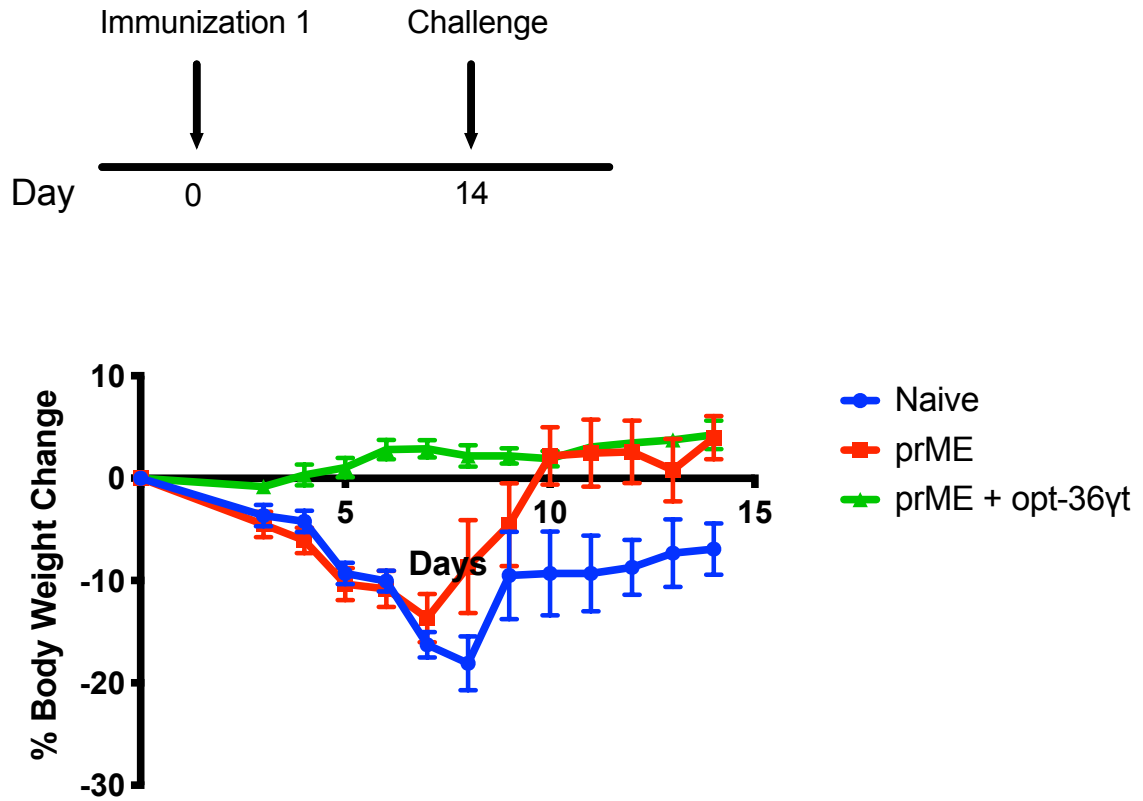 Immunization 1 Challenge
Day 0 14
% Body Weight Change
10
0
-10
-20
-30
5 10 15
Days
Naive
prME
prME + opt-36γt